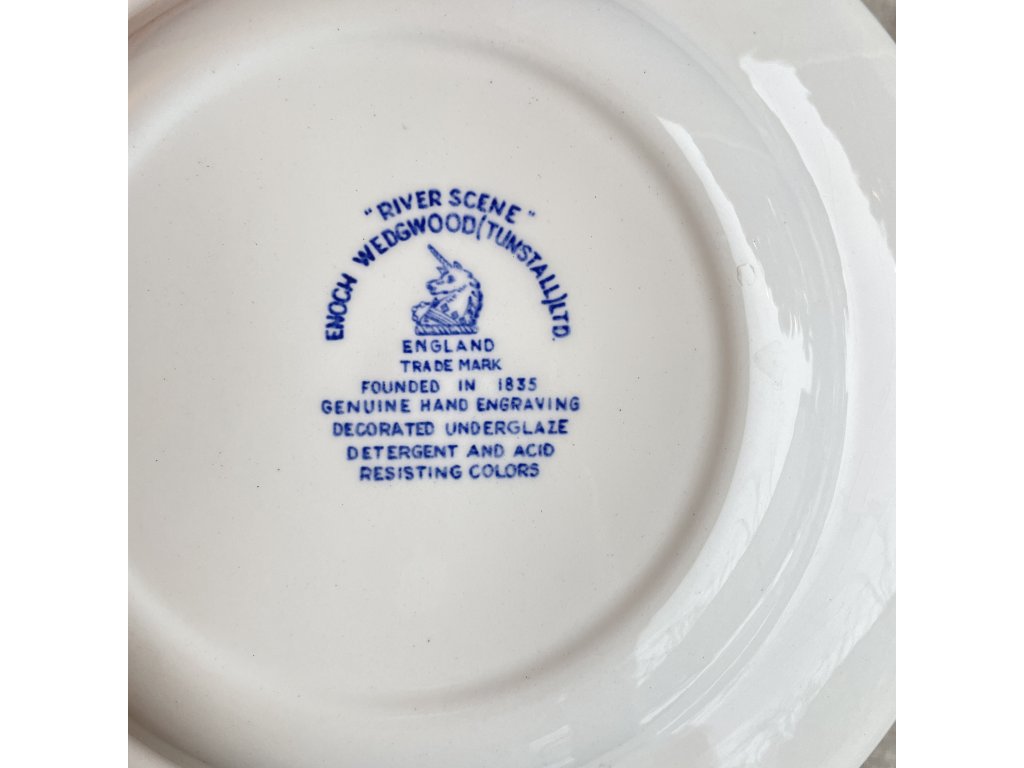 "RIVER SCENE"
ENOCH WEDGWOOD (TUNSTALL) LTD.
ENGLAND
TRADE MARK
FOUNDED IN 1835
GENUINE HAND ENGRAVING
DECORATED UNDERGLAZE
DETERGENT AND ACID
RESISTING COLORS